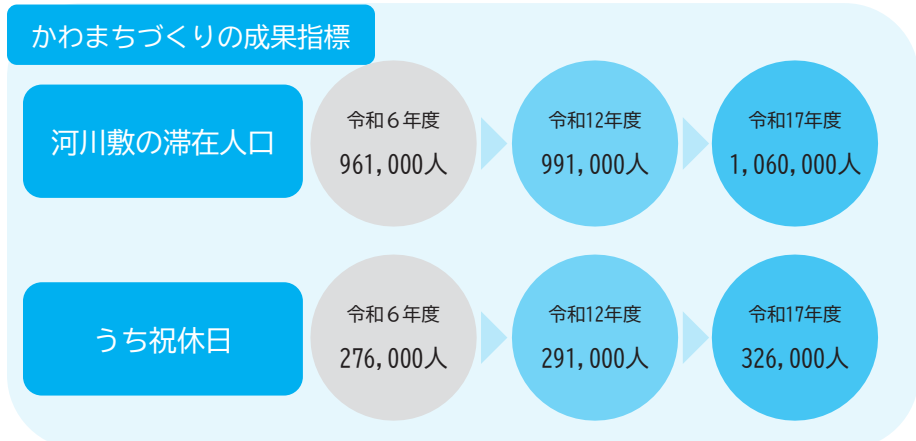 かわまちづくりの成果指標
河川敷の滞在人口
令和６年度
961,000人
令和12年度
991,000人
令和17年度
1,060,000人
うち祝休日
令和６年度
276,000人
令和12年度
291,000人
令和17年度
326,000人